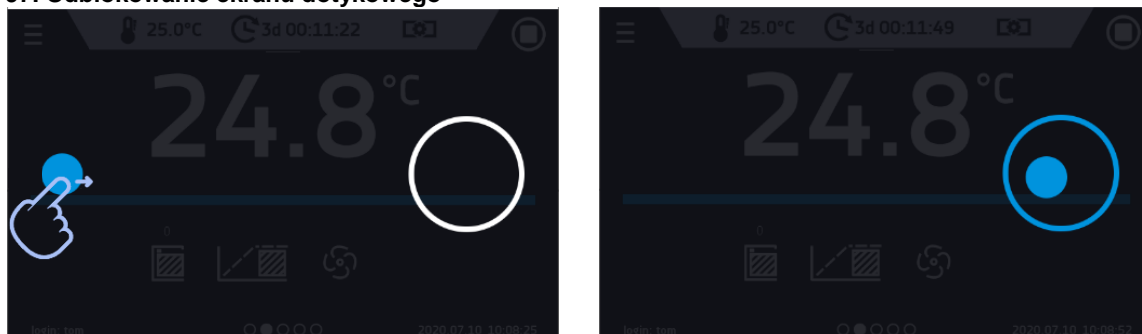 Odblokowanie ekranu dotykowego
25.0°C 3d 00:11:22
24.8 °C
0
login: tom 2020.07.10 10:08:25
25.0°C 3d 00:11:49
24.8 °C
0
login: tom 2020.07.10 10:08:52